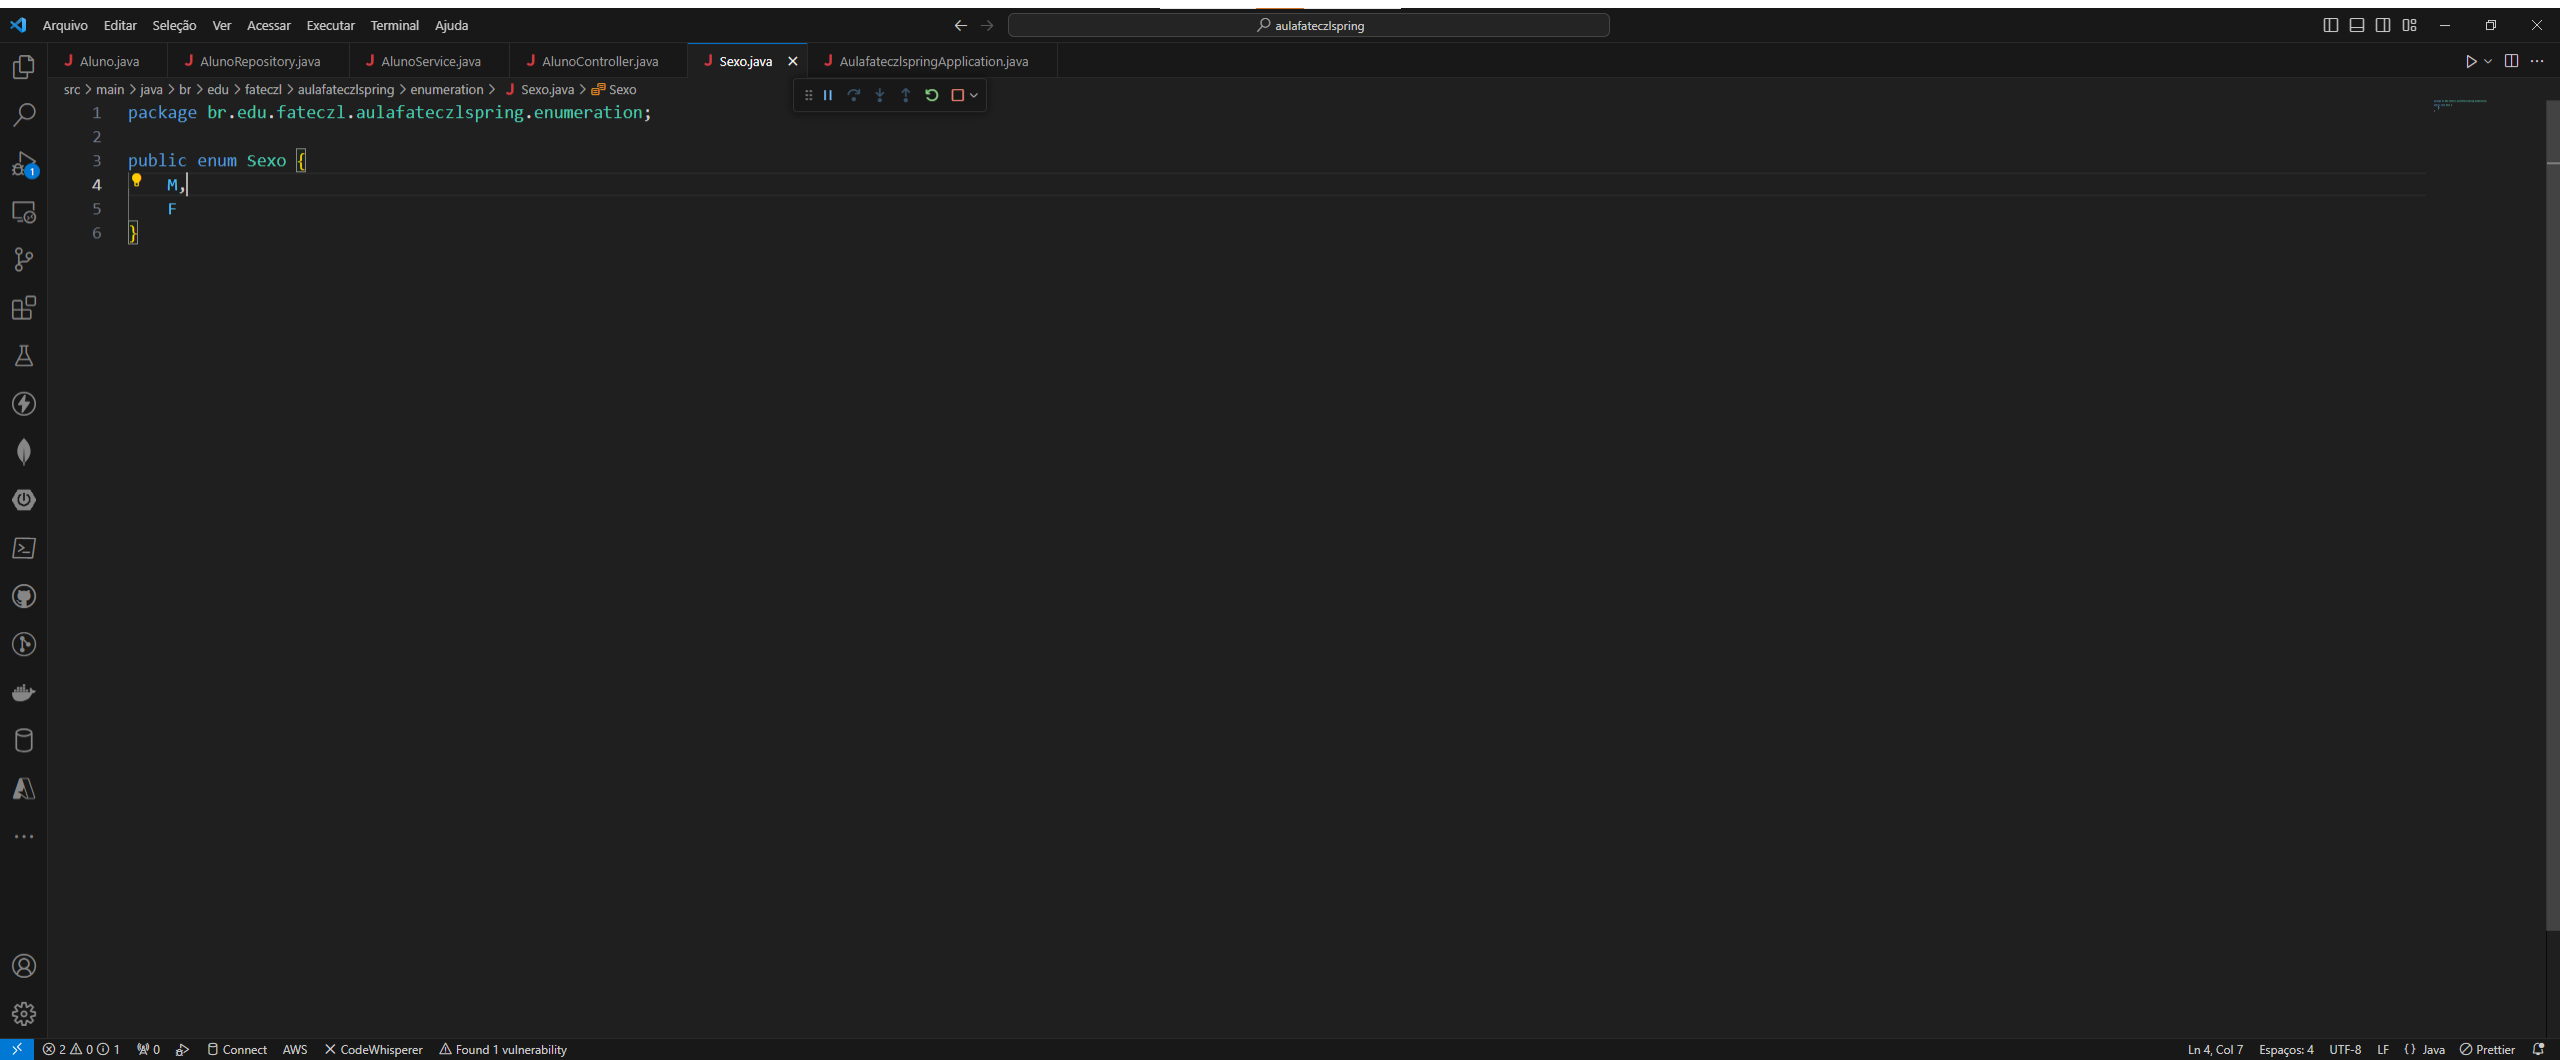 Arquivo Editar Seleção Ver Acessar Executar Terminal Ajuda
aulafateczlspring
Aluno.java AlunoRepository.java AlunoService.java AlunoController.java Sexo.java AulafateczlspringApplication.java
src > main > java > br > edu > fateczl > aulafateczlspring > enumeration > Sexo.java > Sexo
1 package br.edu.fateczl.aulafateczlspring.enumeration;
2
3 public enum Sexo {
4 M,
5 F
6 }
1
2 0 1 0 Connect AWS CodeWhisperer Found 1 vulnerability
Ln 4, Col 7 Espaços: 4 UTF-8 LF {} Java Prettier